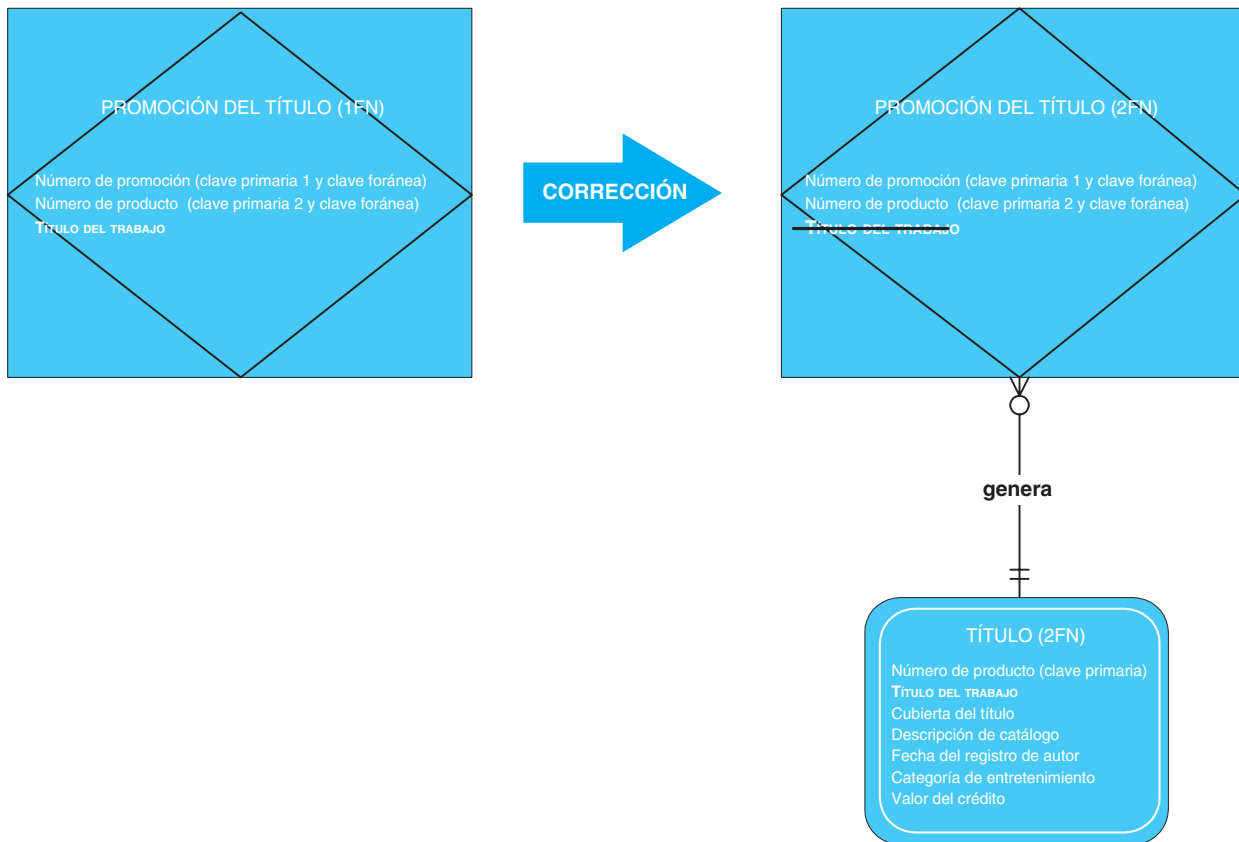 PROMOCIÓN DEL TÍTULO (1FN)
Número de promoción (clave primaria 1 y clave foránea)
Número de producto (clave primaria 2 y clave foránea)
TÍTULO DEL TRABAJO
CORRECCIÓN
PROMOCIÓN DEL TÍTULO (2FN)
Número de promoción (clave primaria 1 y clave foránea)
Número de producto (clave primaria 2 y clave foránea)
TÍTULO DEL TRABAJO
genera
TÍTULO (2FN)
Número de producto (clave primaria)
TÍTULO DEL TRABAJO
Cubierta del título
Descripción de catálogo
Fecha del registro de autor
Categoría de entretenimiento
Valor del crédito